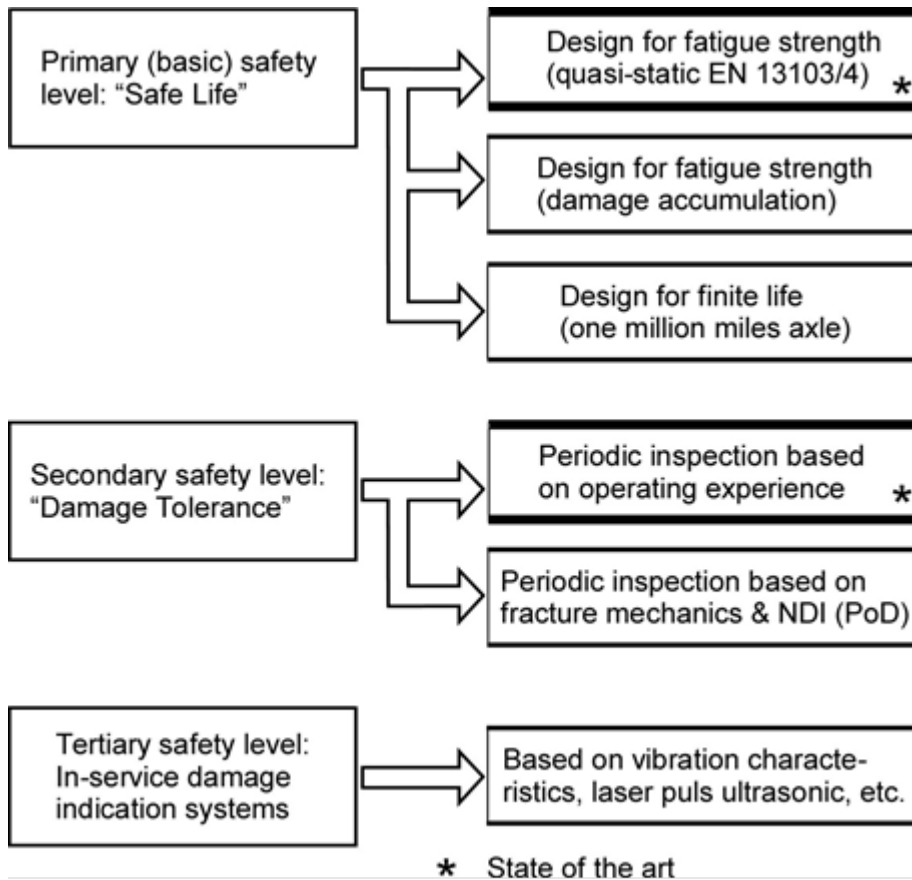 Primary (basic) safety
level: “Safe Life”
Design for fatigue strength
(quasi-static EN 13103/4)
*
Design for fatigue strength
(damage accumulation)
Design for finite life
(one million miles axle)
Secondary safety level:
“Damage Tolerance”
Periodic inspection based
on operating experience
*
Periodic inspection based on
fracture mechanics & NDI (PoD)
Tertiary safety level:
In-service damage
indication systems
Based on vibration characte-
ristics, laser puls ultrasonic, etc.
* State of the art